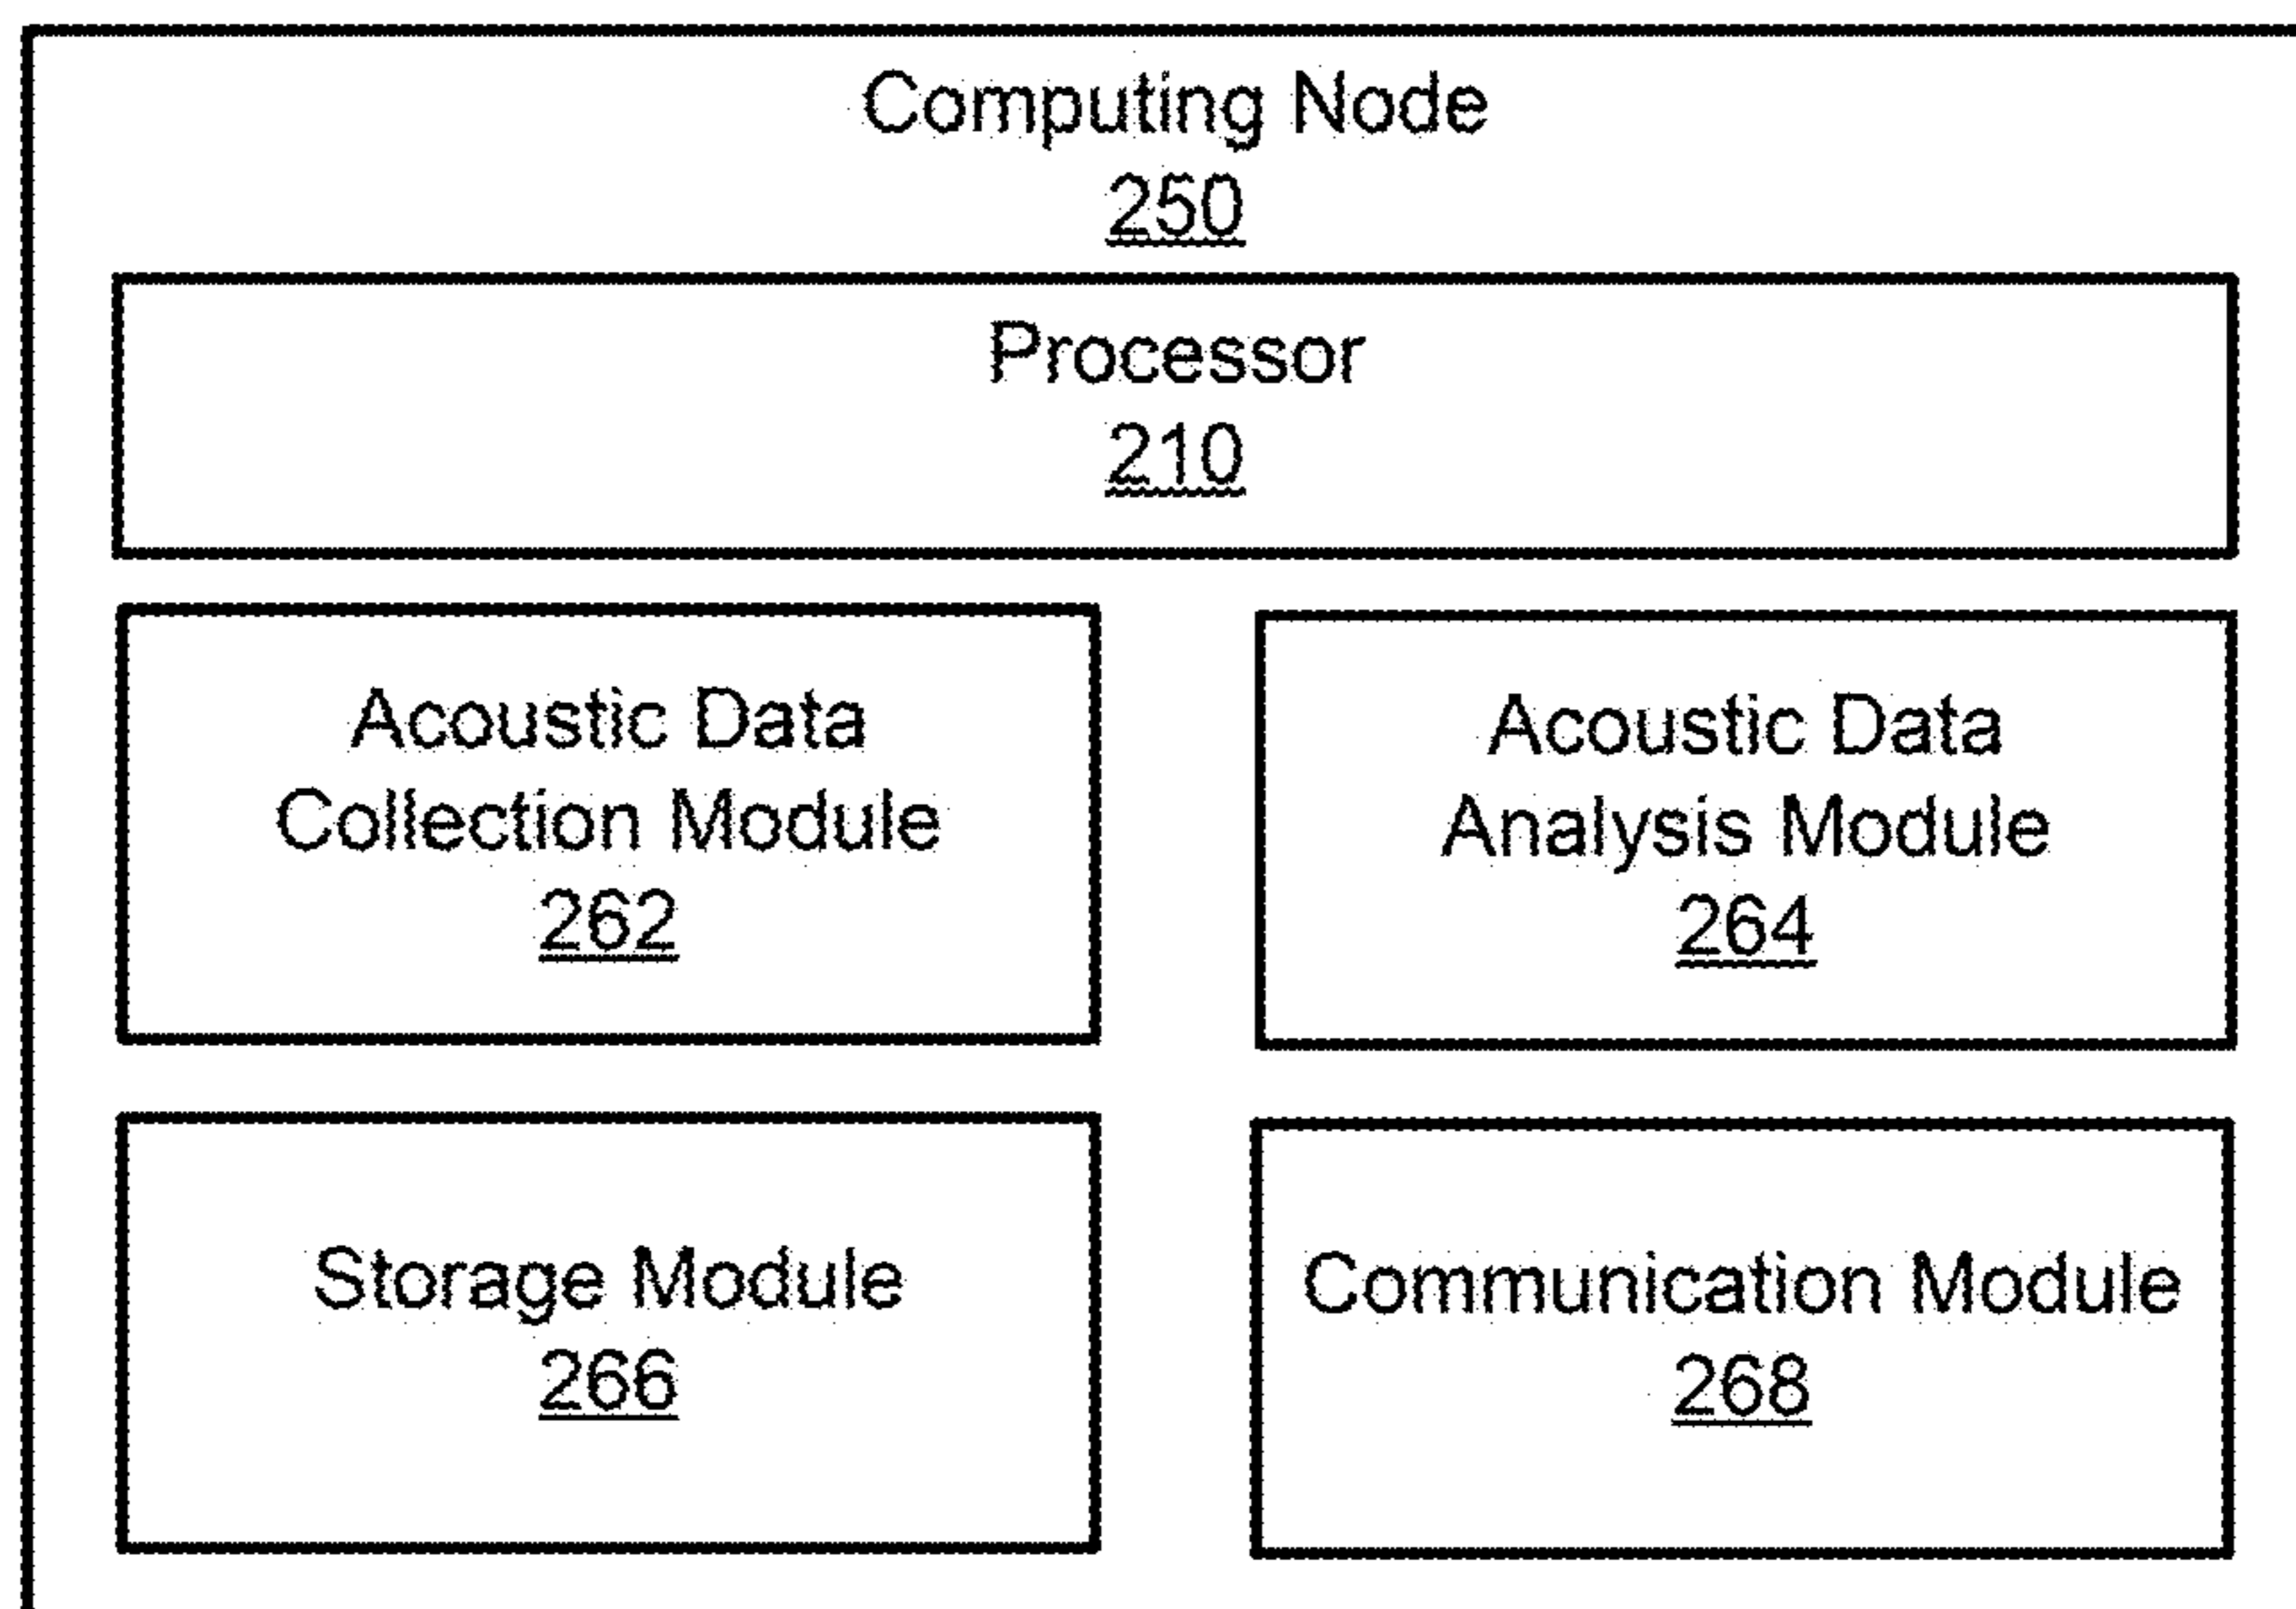 Computing Node
250
Processor
210
Acoustic Data
Collection Module
262
Acoustic Data
Analysis Module
264
Storage Module
266
Communication Module
268